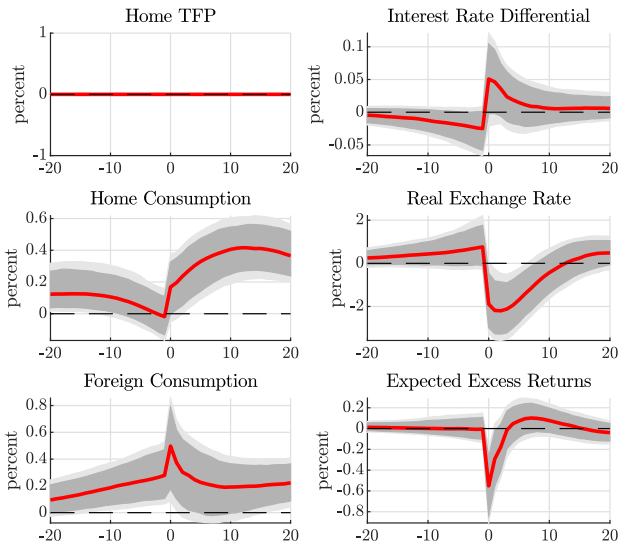 Home TFP
percent
1
0
-1
-20 -10 0 10 20
Interest Rate Differential
percent
0.1
0.05
0
-0.05
-20 -10 0 10 20
Home Consumption
percent
0.6
0.4
0.2
0
-20 -10 0 10 20
Real Exchange Rate
percent
2
0
-2
-20 -10 0 10 20
Foreign Consumption
percent
0.8
0.6
0.4
0.2
0
-20 -10 0 10 20
Expected Excess Returns
percent
0.2
0
-0.2
-0.4
-0.6
-0.8
-20 -10 0 10 20